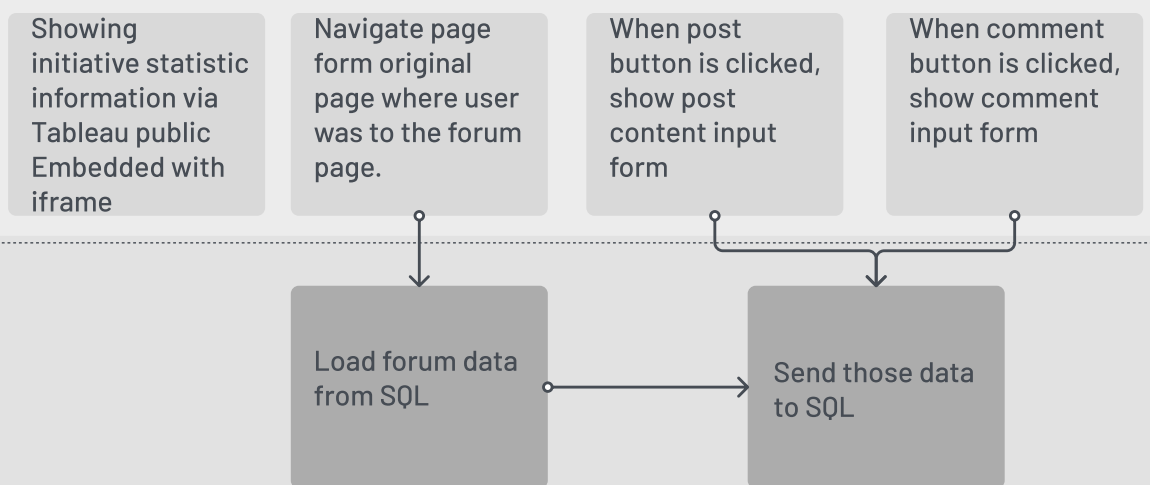 Showing
initiative statistic
information via
Tableau public
Embedded with
iframe
Navigate page
form original
page where user
was to the forum
page.
When post
button is clicked,
show post
content input
form
When comment
button is clicked,
show comment
input form
Load forum data
from SQL
Send those data
to SQL